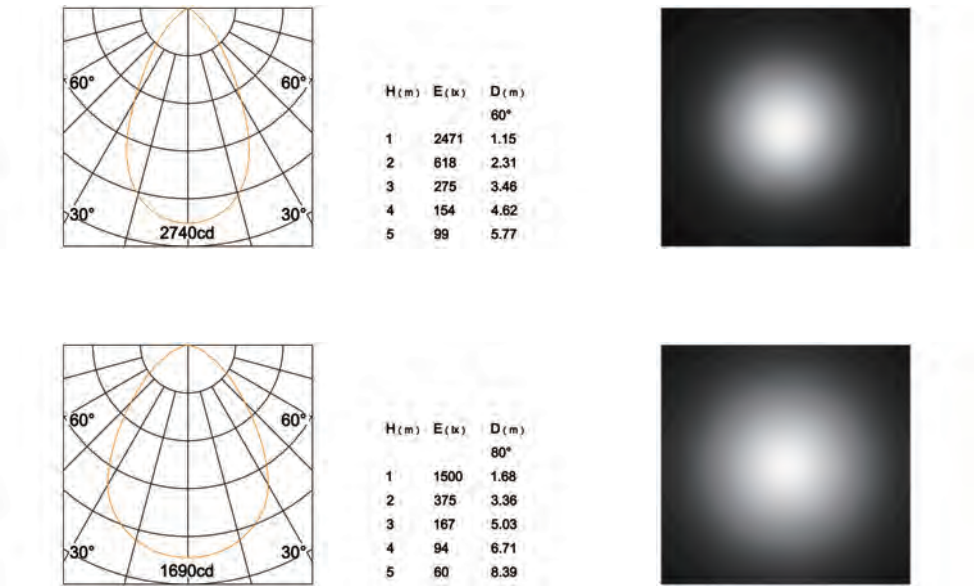 60° 60°
30° 30°
2740cd
H(m) E(lx) D(m)
60°
1 2471 1.15
2 618 2.31
3 275 3.46
4 154 4.62
5 99 5.77
60° 60°
30° 30°
1690cd
H(m) E(lx) D(m)
80°
1 1500 1.68
2 375 3.36
3 167 5.03
4 94 6.71
5 60 8.39